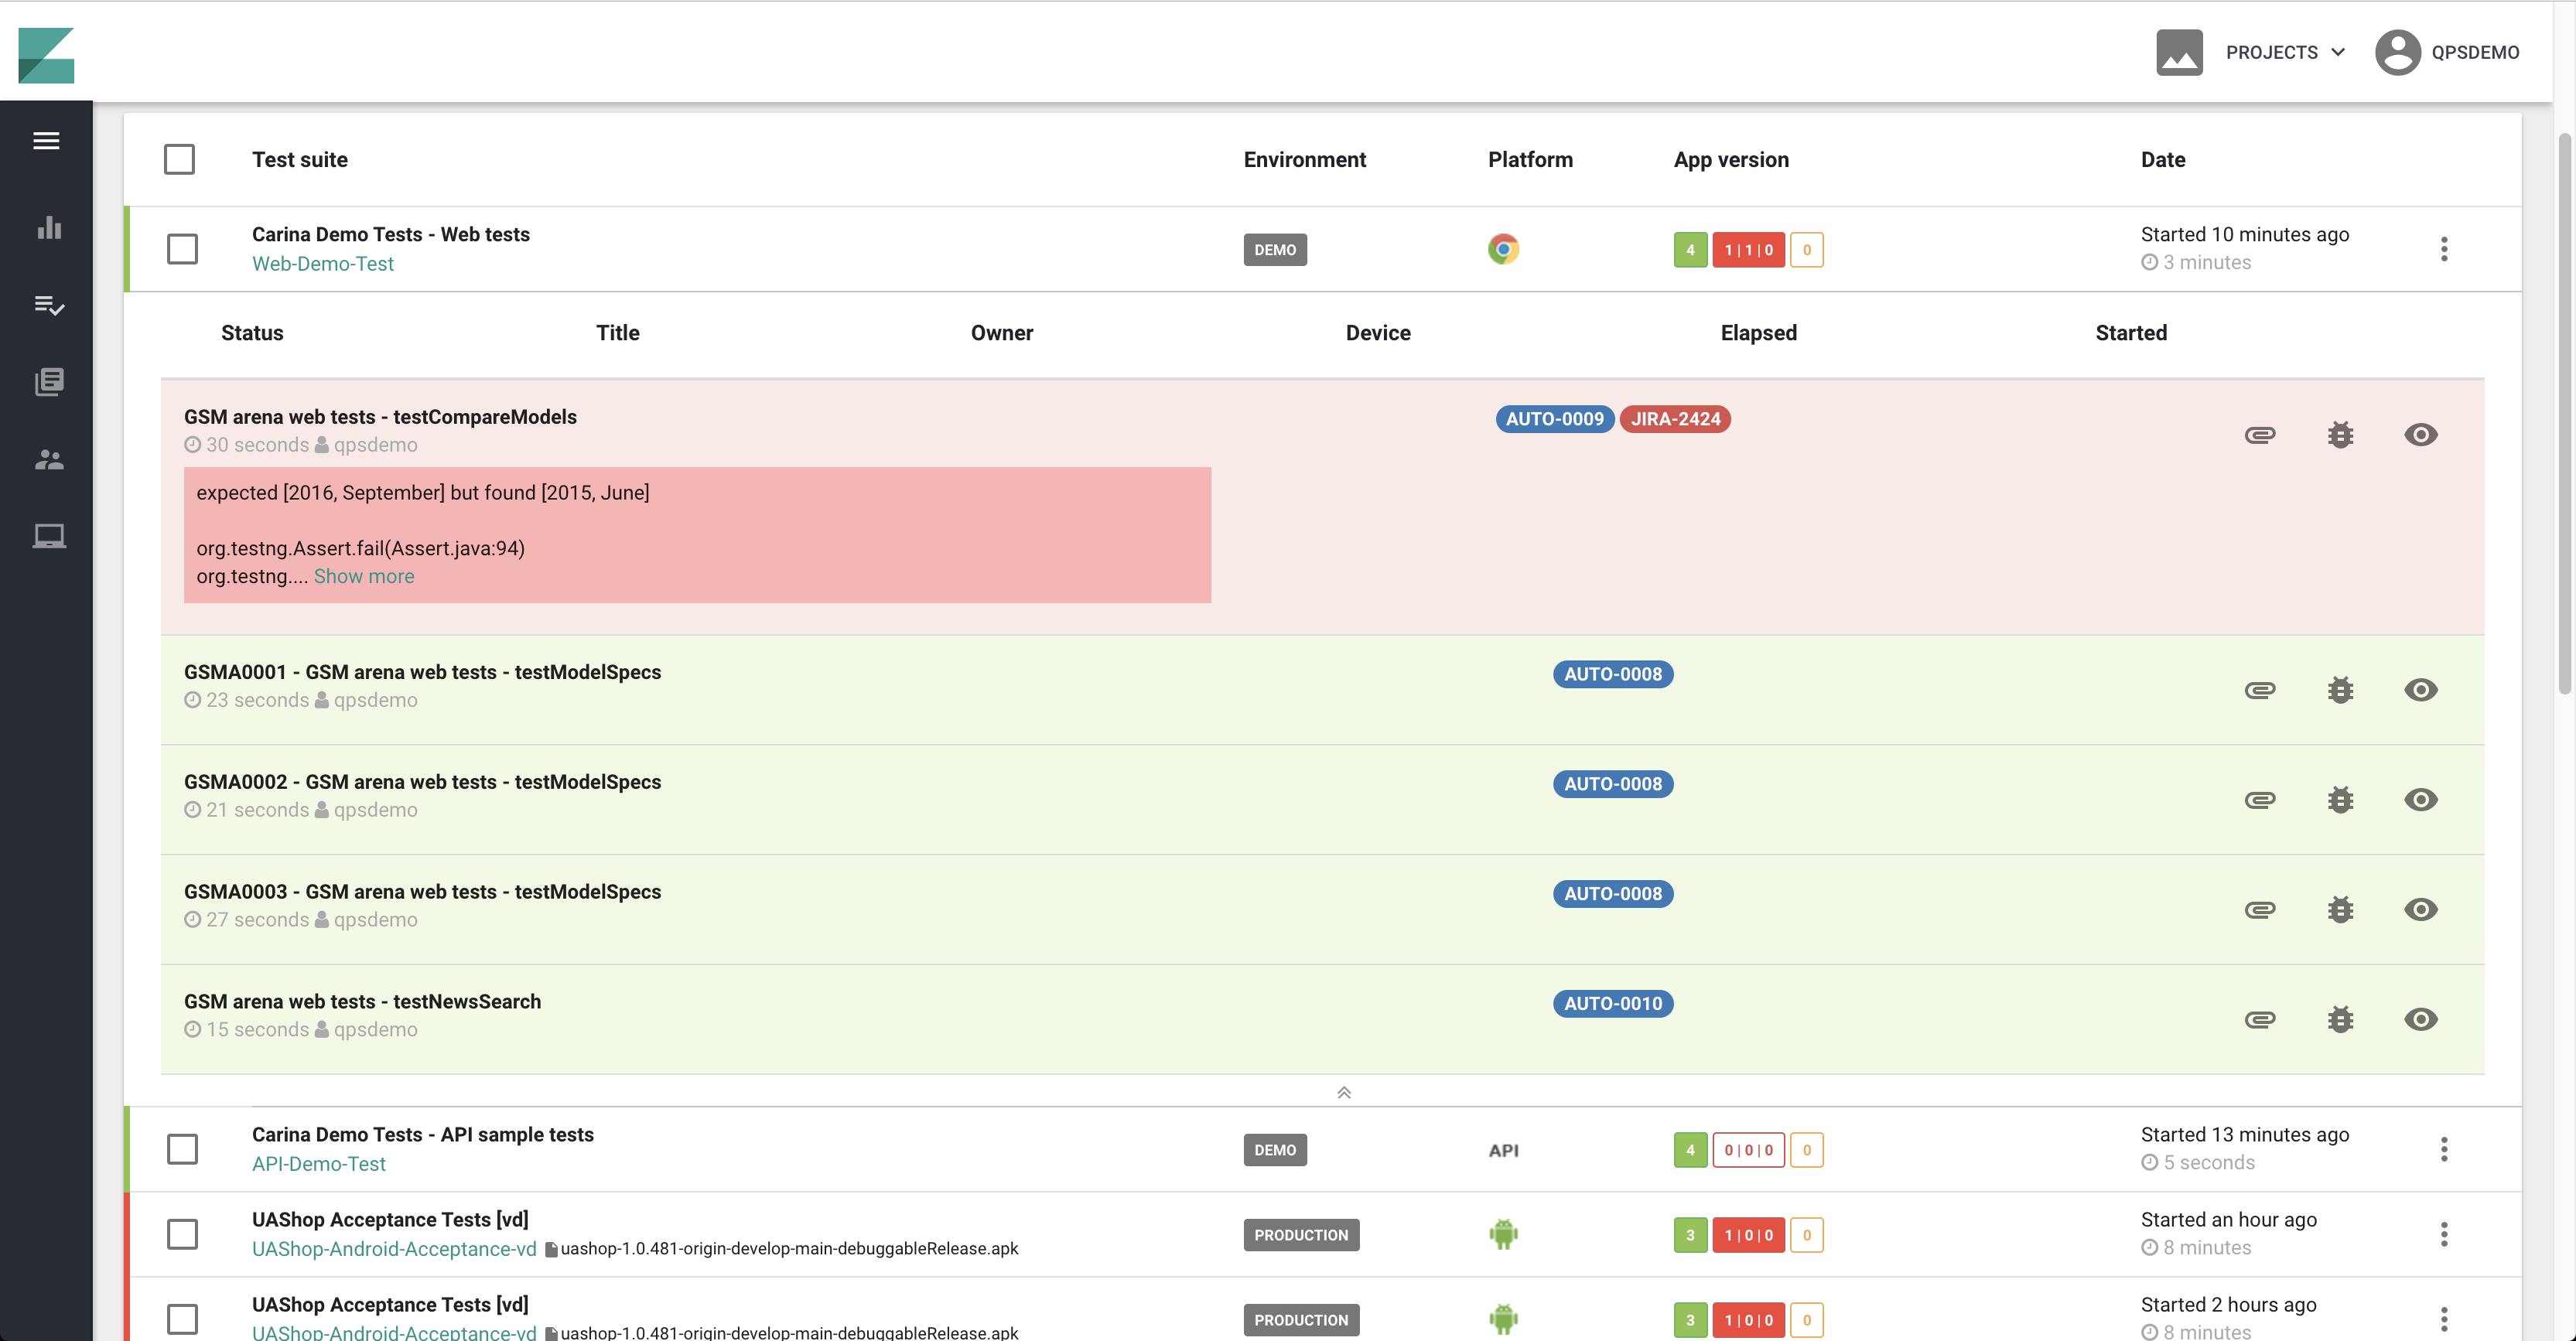 PROJECTS
QPSDEMO
Test suite Environment Platform App version Date
Carina Demo Tests - Web tests
Web-Demo-Test
DEMO
4 1 | 1 | 0 0
Started 10 minutes ago
3 minutes
Status Title Owner Device Elapsed Started
GSM arena web tests - testCompareModels
30 seconds qpsdemo
AUTO-0009 JIRA-2424
expected [2016, September] but found [2015, June]
org.testng.Assert.fail(Assert.java:94)
org.testng.... Show more
GSMA0001 - GSM arena web tests - testModelSpecs
23 seconds qpsdemo
AUTO-0008
GSMA0002 - GSM arena web tests - testModelSpecs
21 seconds qpsdemo
AUTO-0008
GSMA0003 - GSM arena web tests - testModelSpecs
27 seconds qpsdemo
AUTO-0008
GSM arena web tests - testNewsSearch
15 seconds qpsdemo
AUTO-0010
Carina Demo Tests - API sample tests
API-Demo-Test
DEMO
API
4 0 | 0 | 0 0
Started 13 minutes ago
5 seconds
UAShop Acceptance Tests [vd]
UAShop-Android-Acceptance-vd uashop-1.0.481-origin-develop-main-debuggableRelease.apk
PRODUCTION
3 1 | 0 | 0 0
Started an hour ago
8 minutes
UAShop Acceptance Tests [vd]
UAShop-Android-Acceptance-vd uashop-1.0.481-origin-develop-main-debuggableRelease.apk
PRODUCTION
3 1 | 0 | 0 0
Started 2 hours ago
8 minutes